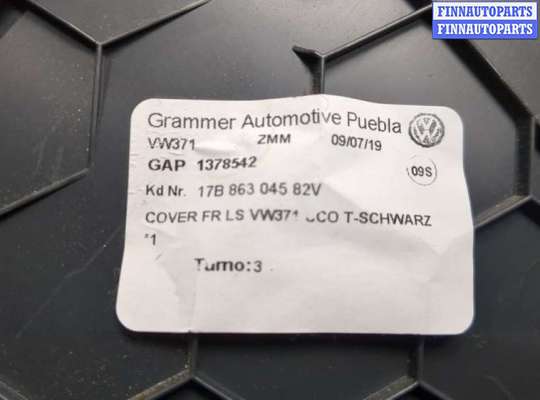 FINNAUTOPARTS
FINNAUTOPARTS
Grammer Automotive Puebla
VW371 ZMM 09/07/19
GAP 1378542 09S
Kd Nr. 17B 863 045 82V
COVER FR LS VW371 T-SCHWARZ
*1
Turno:3